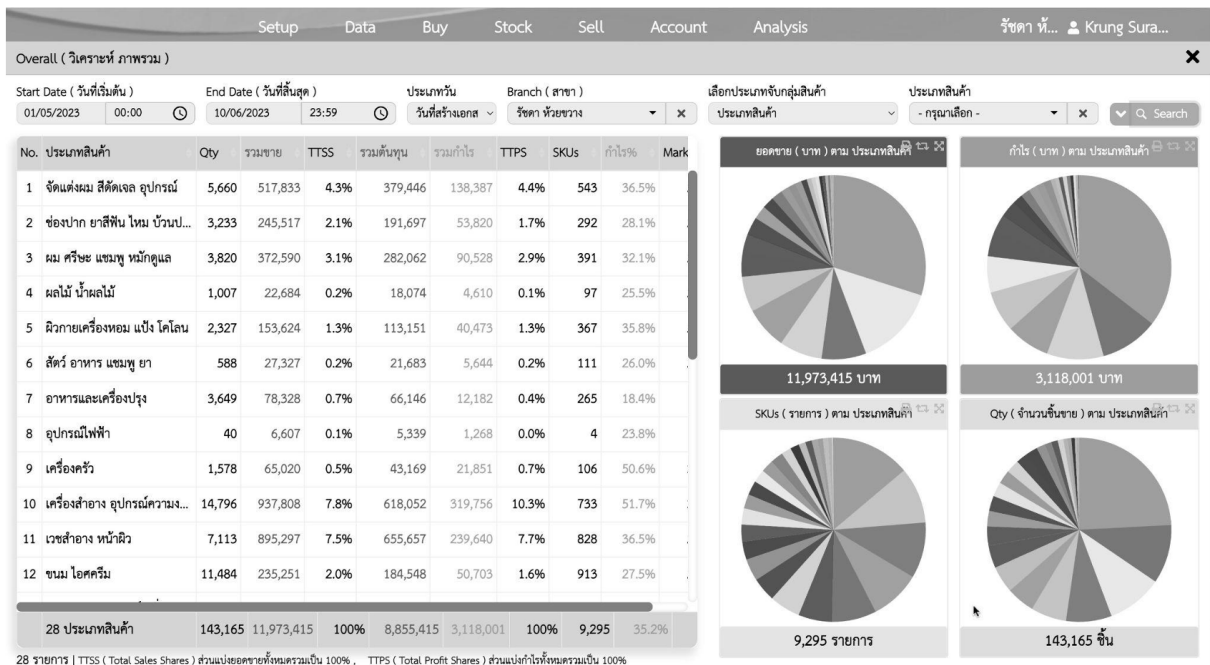 Setup Data Buy Stock Sell Account Analysis รัชดา ห้... Krung Sura...
Overall ( วิเคราะห์ ภาพรวม )
Start Date ( วันที่เริ่มต้น ) End Date ( วันที่สิ้นสุด ) ประเภทวัน Branch ( สาขา ) เลือกประเภทจับกลุ่มสินค้า ประเภทสินค้า
01/05/2023 00:00 10/06/2023 23:59 วันที่สร้างเอกส รัชดา ห้วยขวาง ประเภทสินค้า - กรุณาเลือก - Search
No. ประเภทสินค้า Qty รวมขาย TTSS รวมต้นทุน รวมกำไร TTPS SKUs กำไร% Mark
1 จัดแต่งผม สีดัดเจล อุปกรณ์ 5,660 517,833 4.3% 379,446 138,387 4.4% 543 36.5%
2 ช่องปาก ยาสีฟัน ไหม บ้วนป... 3,233 245,517 2.1% 191,697 53,820 1.7% 292 28.1%
3 ผม ศรีษะ แชมพู หมักดูแล 3,820 372,590 3.1% 282,062 90,528 2.9% 391 32.1%
4 ผลไม้ น้ำผลไม้ 1,007 22,684 0.2% 18,074 4,610 0.1% 97 25.5%
5 ผิวกายเครื่องหอม แป้ง โคโลน 2,327 153,624 1.3% 113,151 40,473 1.3% 367 35.8%
6 สัตว์ อาหาร แชมพู ยา 588 27,327 0.2% 21,683 5,644 0.2% 111 26.0%
7 อาหารและเครื่องปรุง 3,649 78,328 0.7% 66,146 12,182 0.4% 265 18.4%
8 อุปกรณ์ไฟฟ้า 40 6,607 0.1% 5,339 1,268 0.0% 4 23.8%
9 เครื่องครัว 1,578 65,020 0.5% 43,169 21,851 0.7% 106 50.6%
10 เครื่องสำอาง อุปกรณ์ความง... 14,796 937,808 7.8% 618,052 319,756 10.3% 733 51.7%
11 เวชสำอาง หน้าผิว 7,113 895,297 7.5% 655,657 239,640 7.7% 828 36.5%
12 ขนม ไอศครีม 11,484 235,251 2.0% 184,548 50,703 1.6% 913 27.5%
28 ประเภทสินค้า 143,165 11,973,415 100% 8,855,415 3,118,001 100% 9,295 35.2%
28 รายการ | TTSS ( Total Sales Shares ) ส่วนแบ่งยอดขายทั้งหมดรวมเป็น 100% , TTPS ( Total Profit Shares ) ส่วนแบ่งกำไรทั้งหมดรวมเป็น 100%
ยอดขาย ( บาท ) ตาม ประเภทสินค้า
11,973,415 บาท
กำไร ( บาท ) ตาม ประเภทสินค้า
3,118,001 บาท
SKUs ( รายการ ) ตาม ประเภทสินค้า
9,295 รายการ
Qty ( จำนวนชิ้นขาย ) ตาม ประเภทสินค้า
143,165 ชิ้น